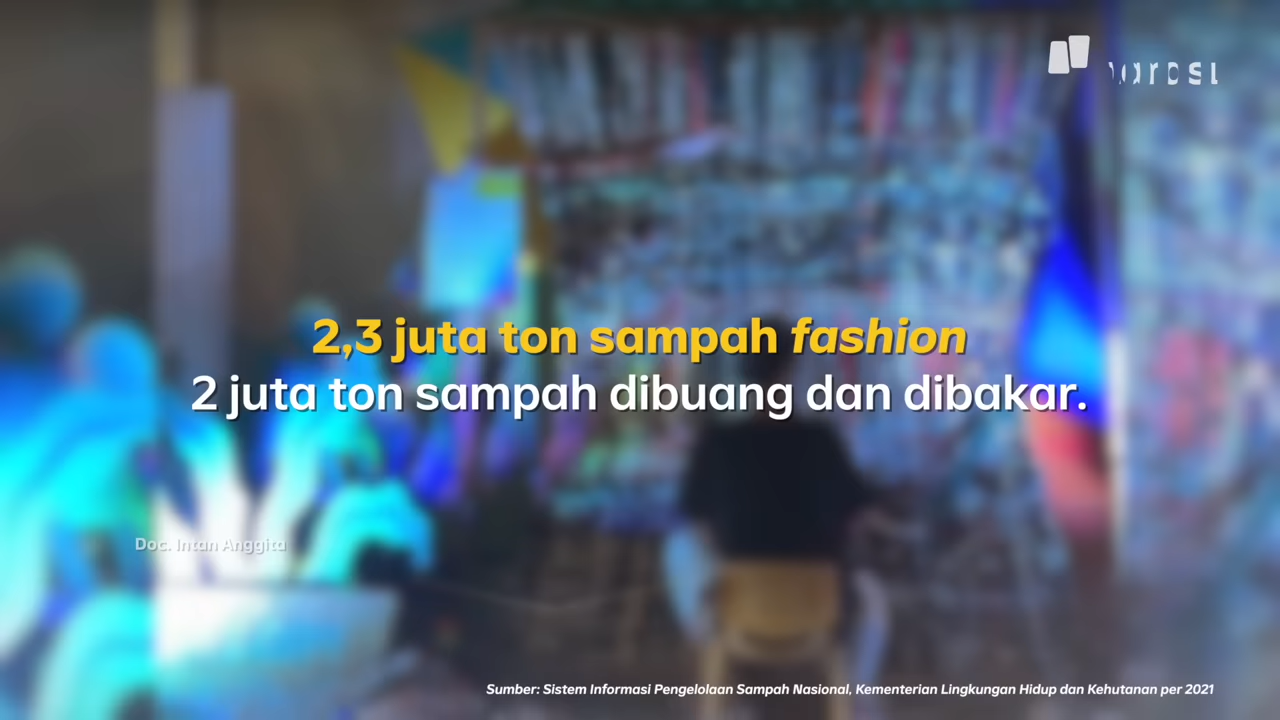 2,3 juta ton sampah fashion
2 juta ton sampah dibuang dan dibakar.
Doc. Intan Anggita
Sumber: Sistem Informasi Pengelolaan Sampah Nasional, Kementerian Lingkungan Hidup dan Kehutanan per 2021